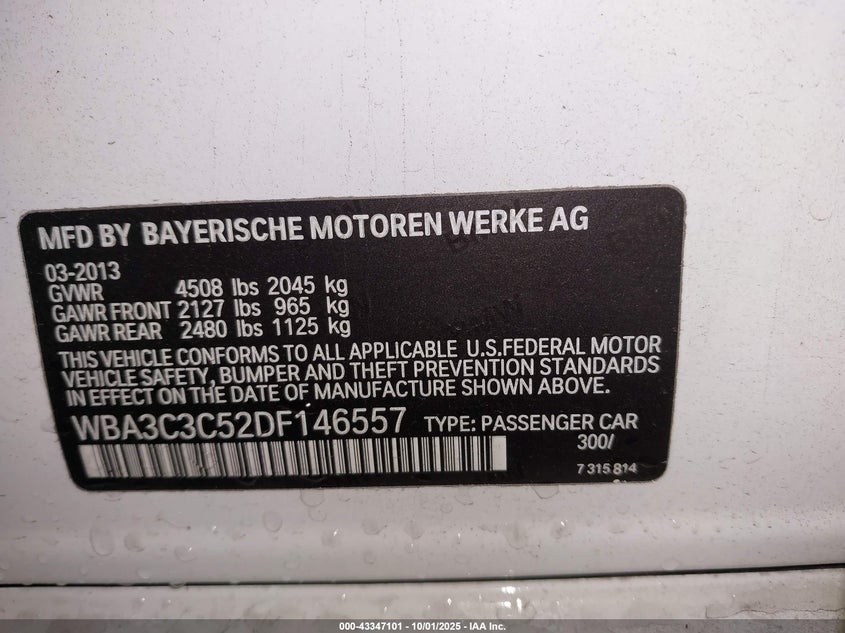 MFD BY BAYERISCHE MOTOREN WERKE AG
03-2013
GVWR 4508 lbs 2045 kg
GAWR FRONT 2127 lbs 965 kg
GAWR REAR 2480 lbs 1125 kg
THIS VEHICLE CONFORMS TO ALL APPLICABLE U.S.FEDERAL MOTOR
VEHICLE SAFETY, BUMPER AND THEFT PREVENTION STANDARDS
IN EFFECT ON THE DATE OF MANUFACTURE SHOWN ABOVE.
WBA3C3C52DF146557 TYPE: PASSENGER CAR
300/
7 315 814
000-43347101 - 10/01/2025 - IAA Inc.